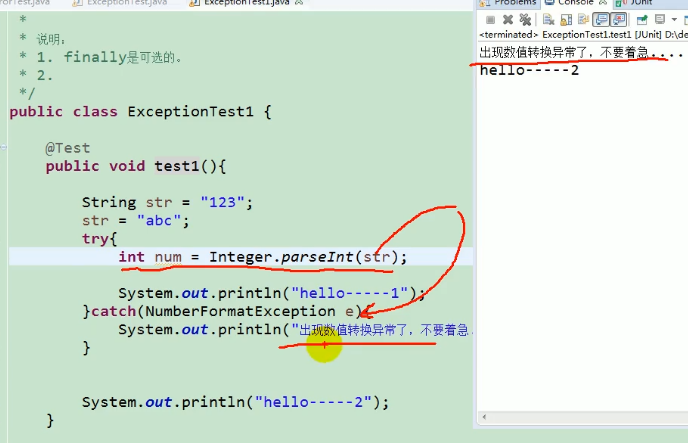 ExceptionTest.java
ExceptionTest1.java
Problems
Console
JUnit
<terminated> ExceptionTest1.test1 [JUnit] D:\de
出现数值转换异常了，不要着急....
hello-----2
*
* 说明：
* 1. finally是可选的。
* 2.
*/
public class ExceptionTest1 {
@Test
public void test1(){
String str = "123";
str = "abc";
try{
int num = Integer.parseInt(str);
System.out.println("hello-----1");
}catch(NumberFormatException e)
System.out.println("出现数值转换异常了，不要着急.
}
System.out.println("hello-----2");
}